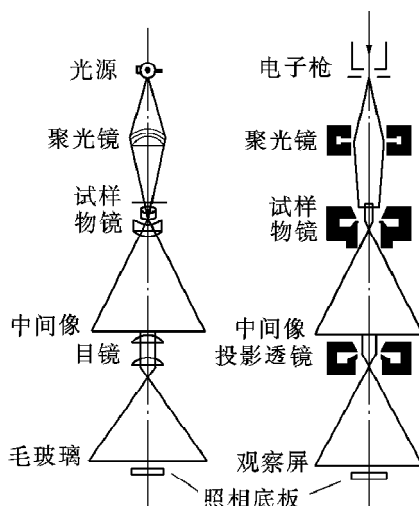 光源
聚光镜
试样
物镜
中间像
目镜
毛玻璃
电子枪
聚光镜
试样
物镜
中间像
投影透镜
观察屏
照相底板